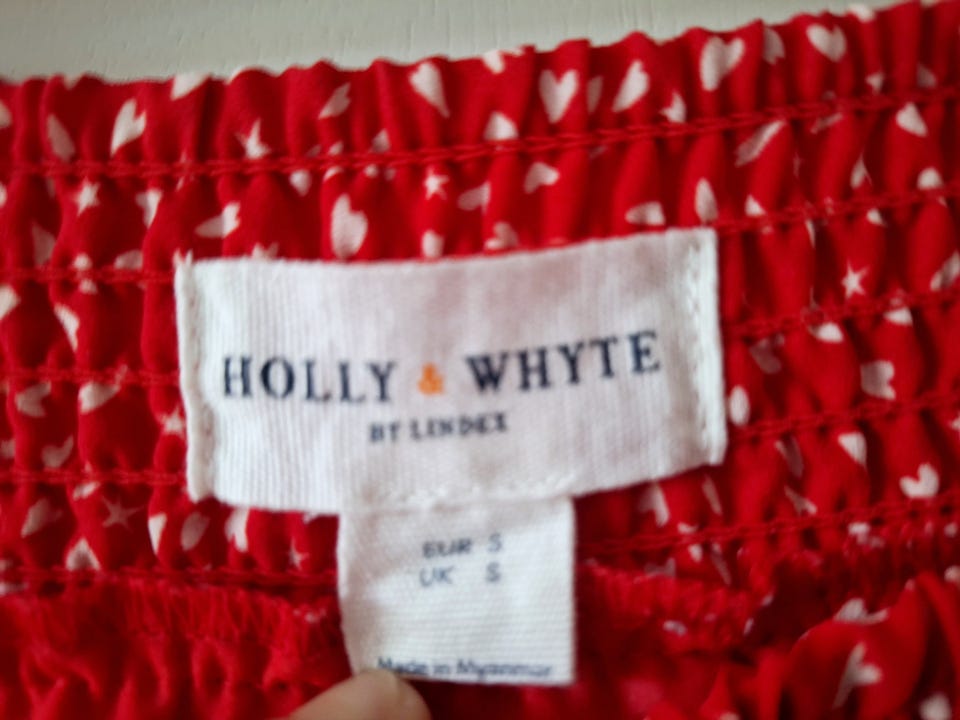 HOLLY & WHYTE
BY LINDEX
EUR S
UK S
Made in Myanmar